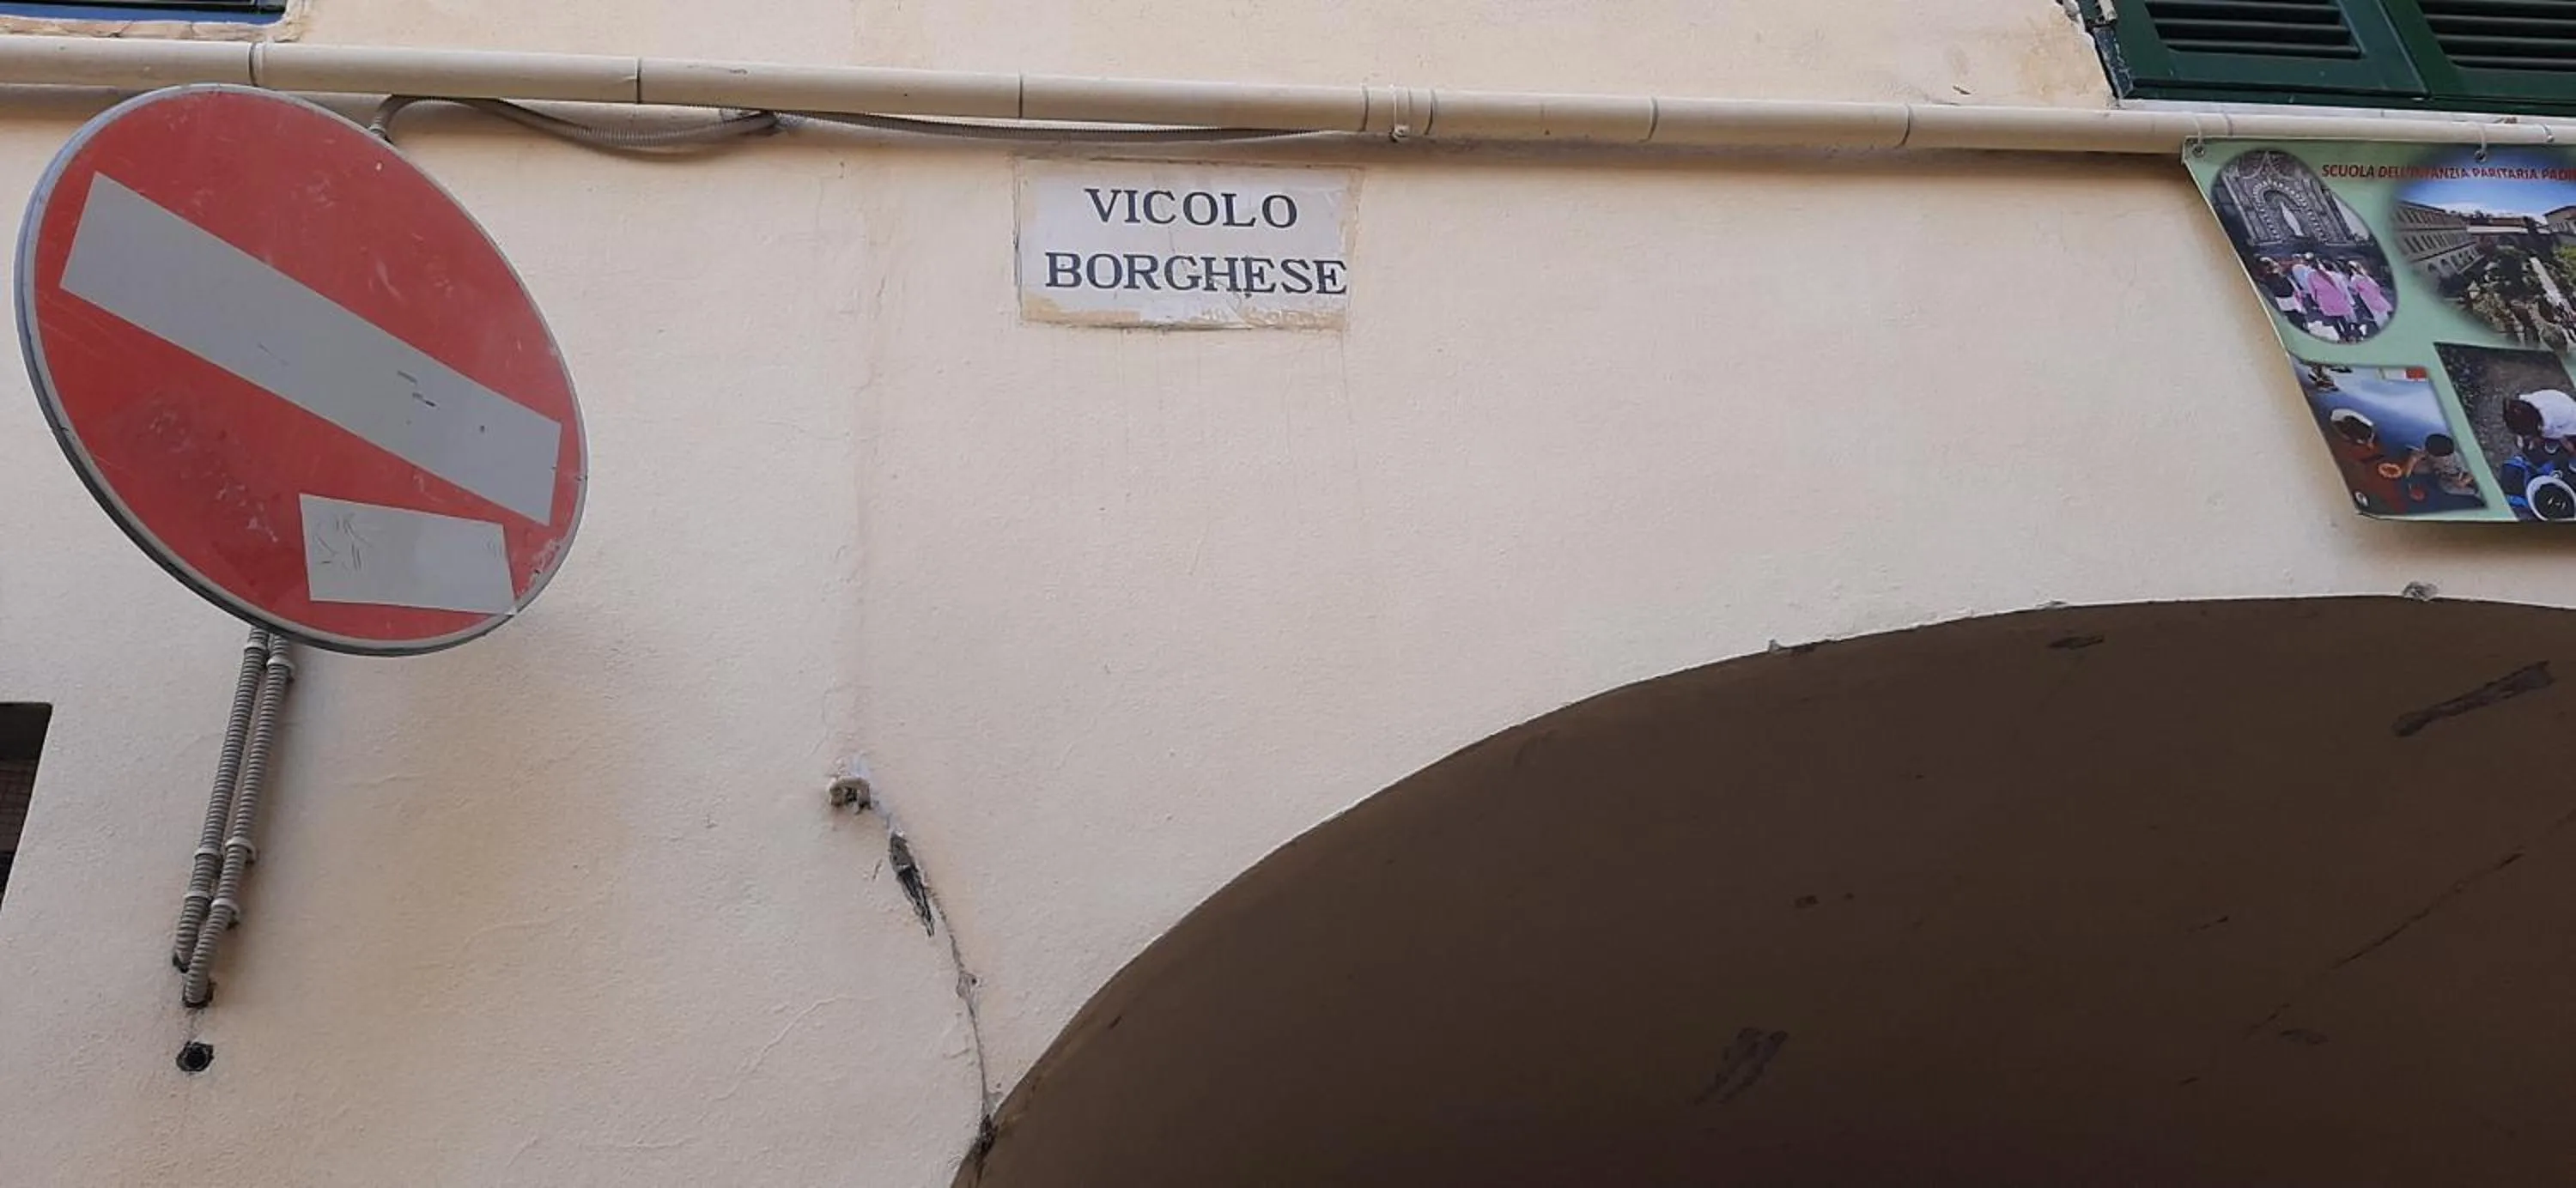 VICOLO
BORGHESE
SCUOLA DELL'INFANZIA PARITARIA